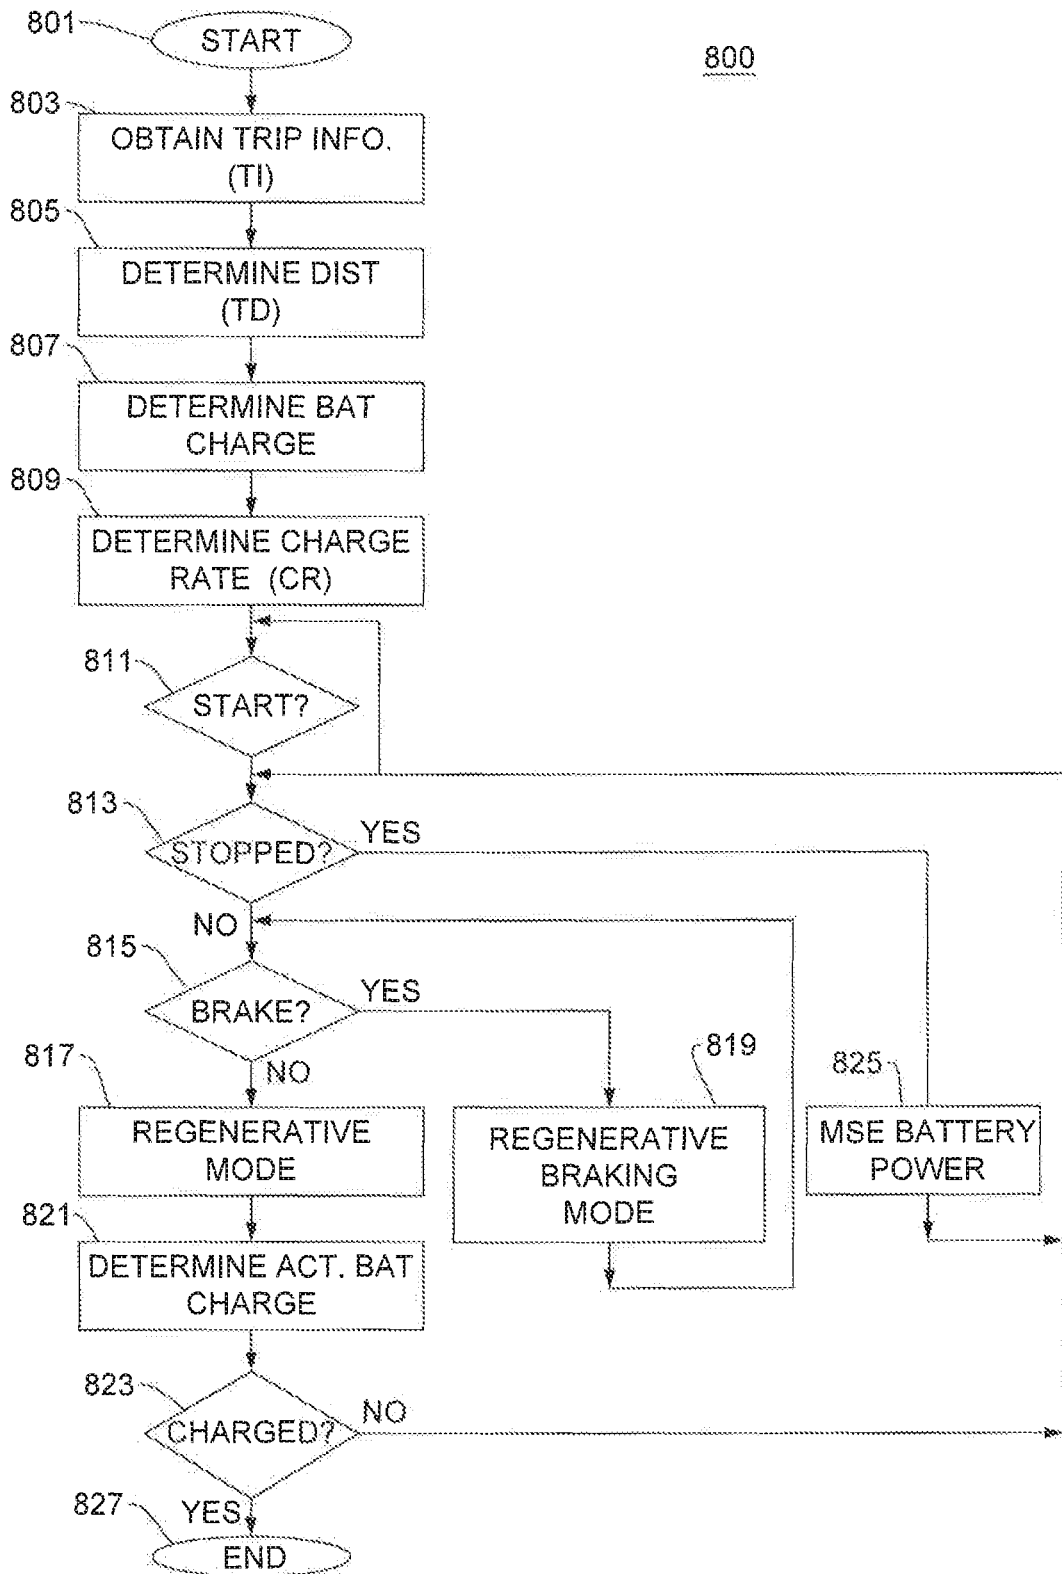 801
START
800
803
OBTAIN TRIP INFO.
(TI)
805
DETERMINE DIST
(TD)
807
DETERMINE BAT
CHARGE
809
DETERMINE CHARGE
RATE (CR)
811
START?
813
STOPPED?
YES
NO
815
BRAKE?
YES
NO
817
REGENERATIVE
MODE
819
REGENERATIVE
BRAKING
MODE
825
MSE BATTERY
POWER
821
DETERMINE ACT. BAT
CHARGE
823
CHARGED?
NO
YES
827
END